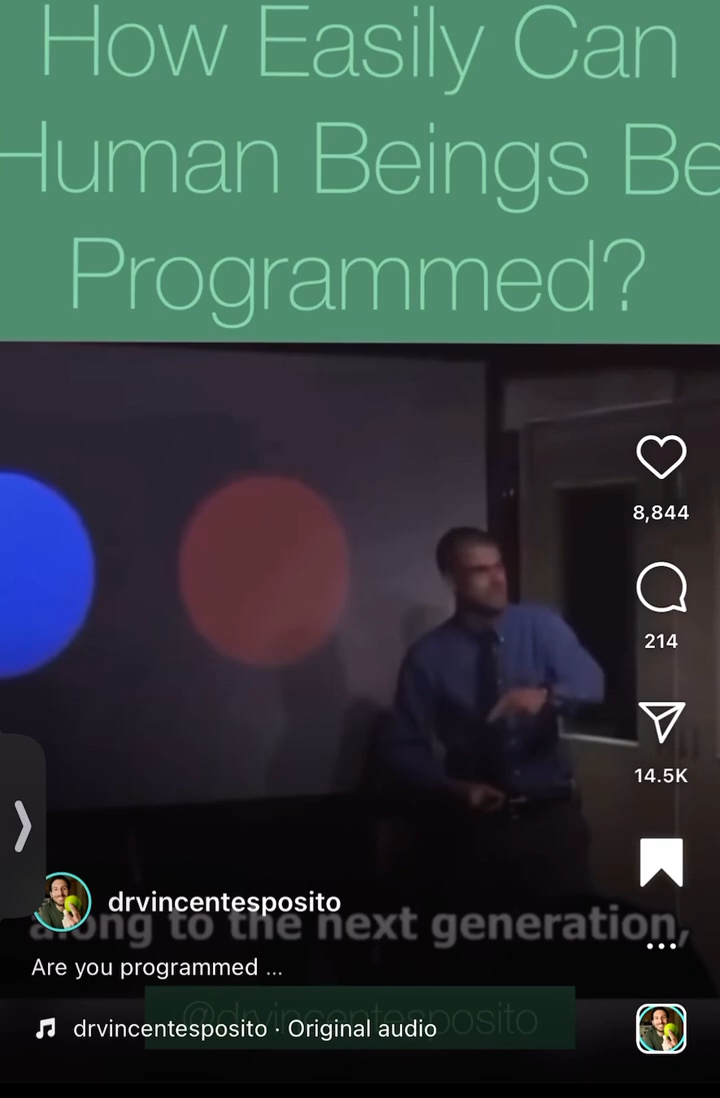 How Easily Can
Human Beings Be
Programmed?
8,844
214
14.5K
drvincentesposito
along to the next generation,
Are you programmed ...
@drvincentesposito
drvincentesposito · Original audio